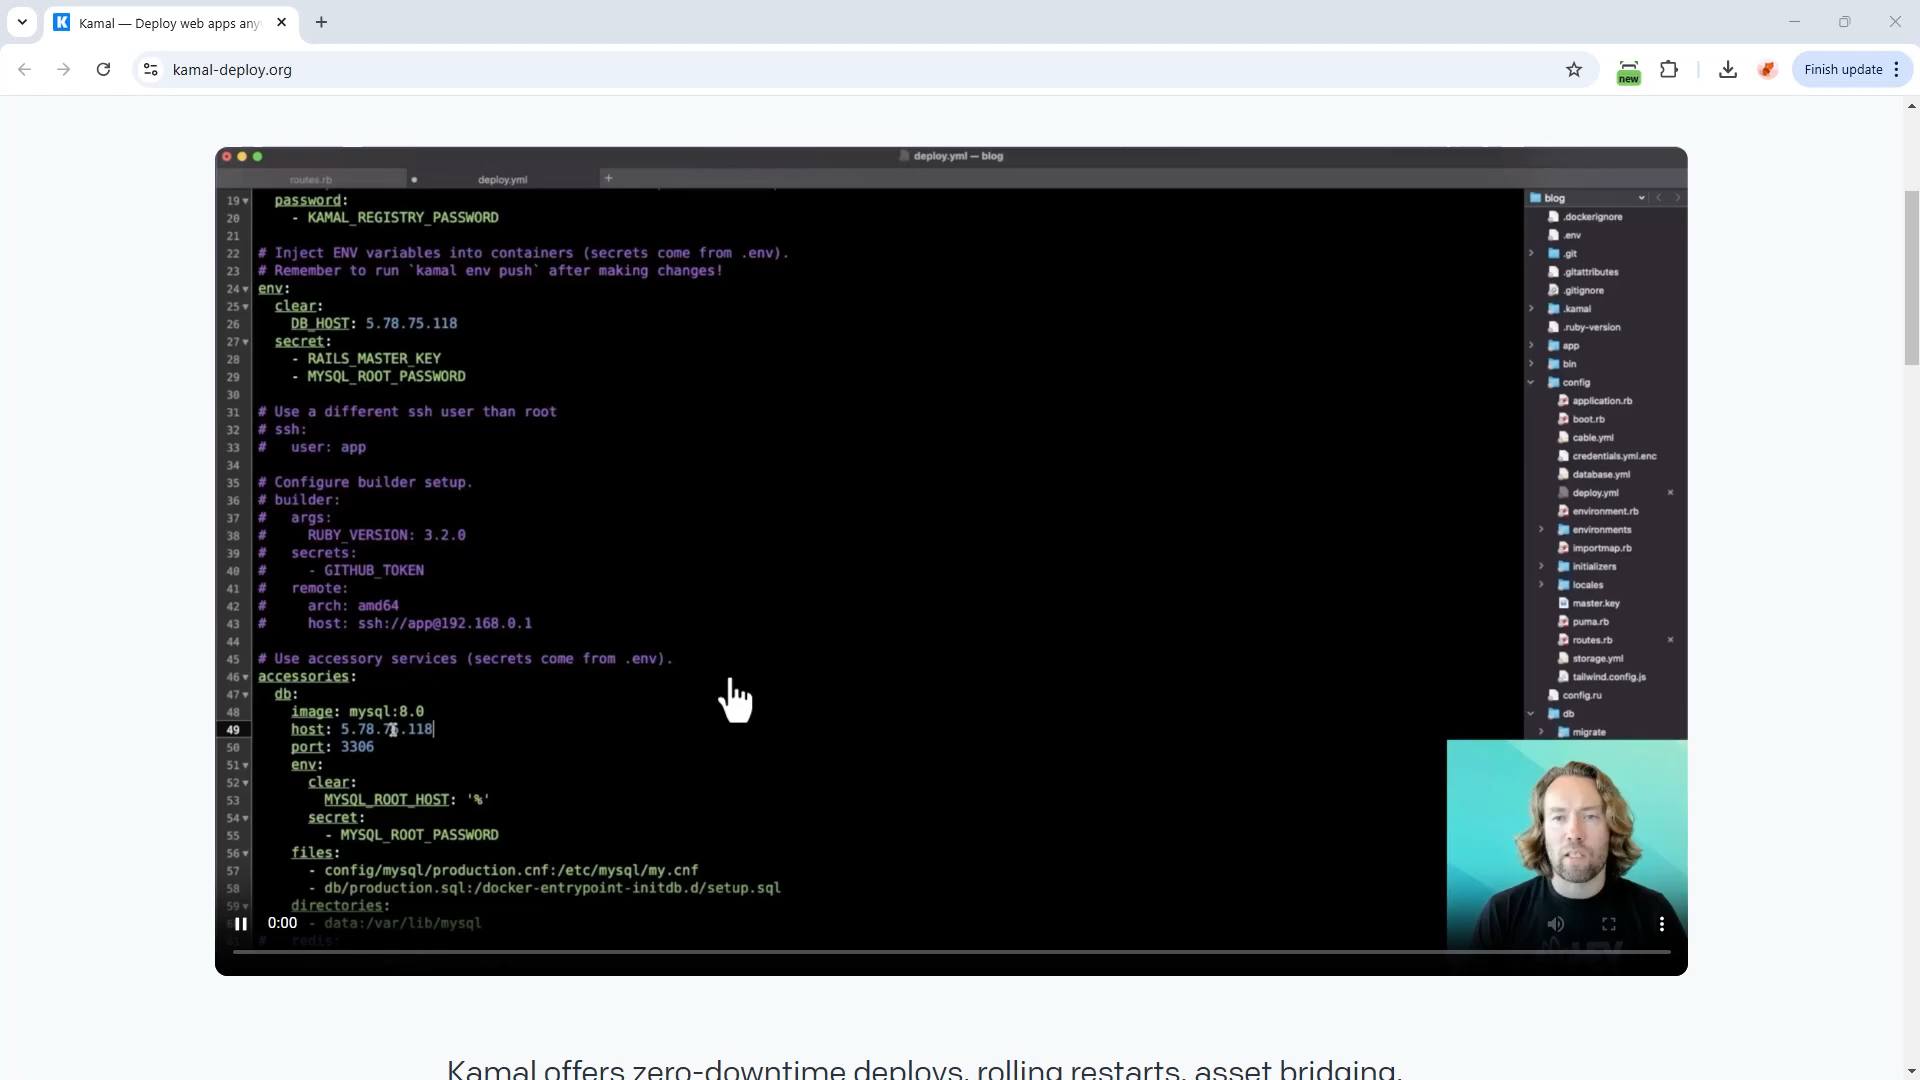 Kamal — Deploy web apps any
kamal-deploy.org
new
Finish update
deploy.yml — blog
routes.rb
deploy.yml
19 password:
20 - KAMAL_REGISTRY_PASSWORD
21
22 # Inject ENV variables into containers (secrets come from .env).
23 # Remember to run `kamal env push` after making changes!
24 env:
25 clear:
26 DB_HOST: 5.78.75.118
27 secret:
28 - RAILS_MASTER_KEY
29 - MYSQL_ROOT_PASSWORD
30
31 # Use a different ssh user than root
32 # ssh:
33 # user: app
34
35 # Configure builder setup.
36 # builder:
37 # args:
38 # RUBY_VERSION: 3.2.0
39 # secrets:
40 # - GITHUB_TOKEN
41 # remote:
42 # arch: amd64
43 # host: ssh://app@192.168.0.1
44
45 # Use accessory services (secrets come from .env).
46 accessories:
47 db:
48 image: mysql:8.0
49 host: 5.78.75.118
50 port: 3306
51 env:
52 clear:
53 MYSQL_ROOT_HOST: '%'
54 secret:
55 - MYSQL_ROOT_PASSWORD
56 files:
57 - config/mysql/production.cnf:/etc/mysql/my.cnf
58 - db/production.sql:/docker-entrypoint-initdb.d/setup.sql
59 directories:
- data:/var/lib/mysql
# redis:
0:00
blog
.dockerignore
.env
.git
.gitattributes
.gitignore
.kamal
.ruby-version
app
bin
config
application.rb
boot.rb
cable.yml
credentials.yml.enc
database.yml
deploy.yml
environment.rb
environments
importmap.rb
initializers
locales
master.key
puma.rb
routes.rb
storage.yml
tailwind.config.js
config.ru
db
migrate
Kamal offers zero-downtime deploys, rolling restarts, asset bridging,